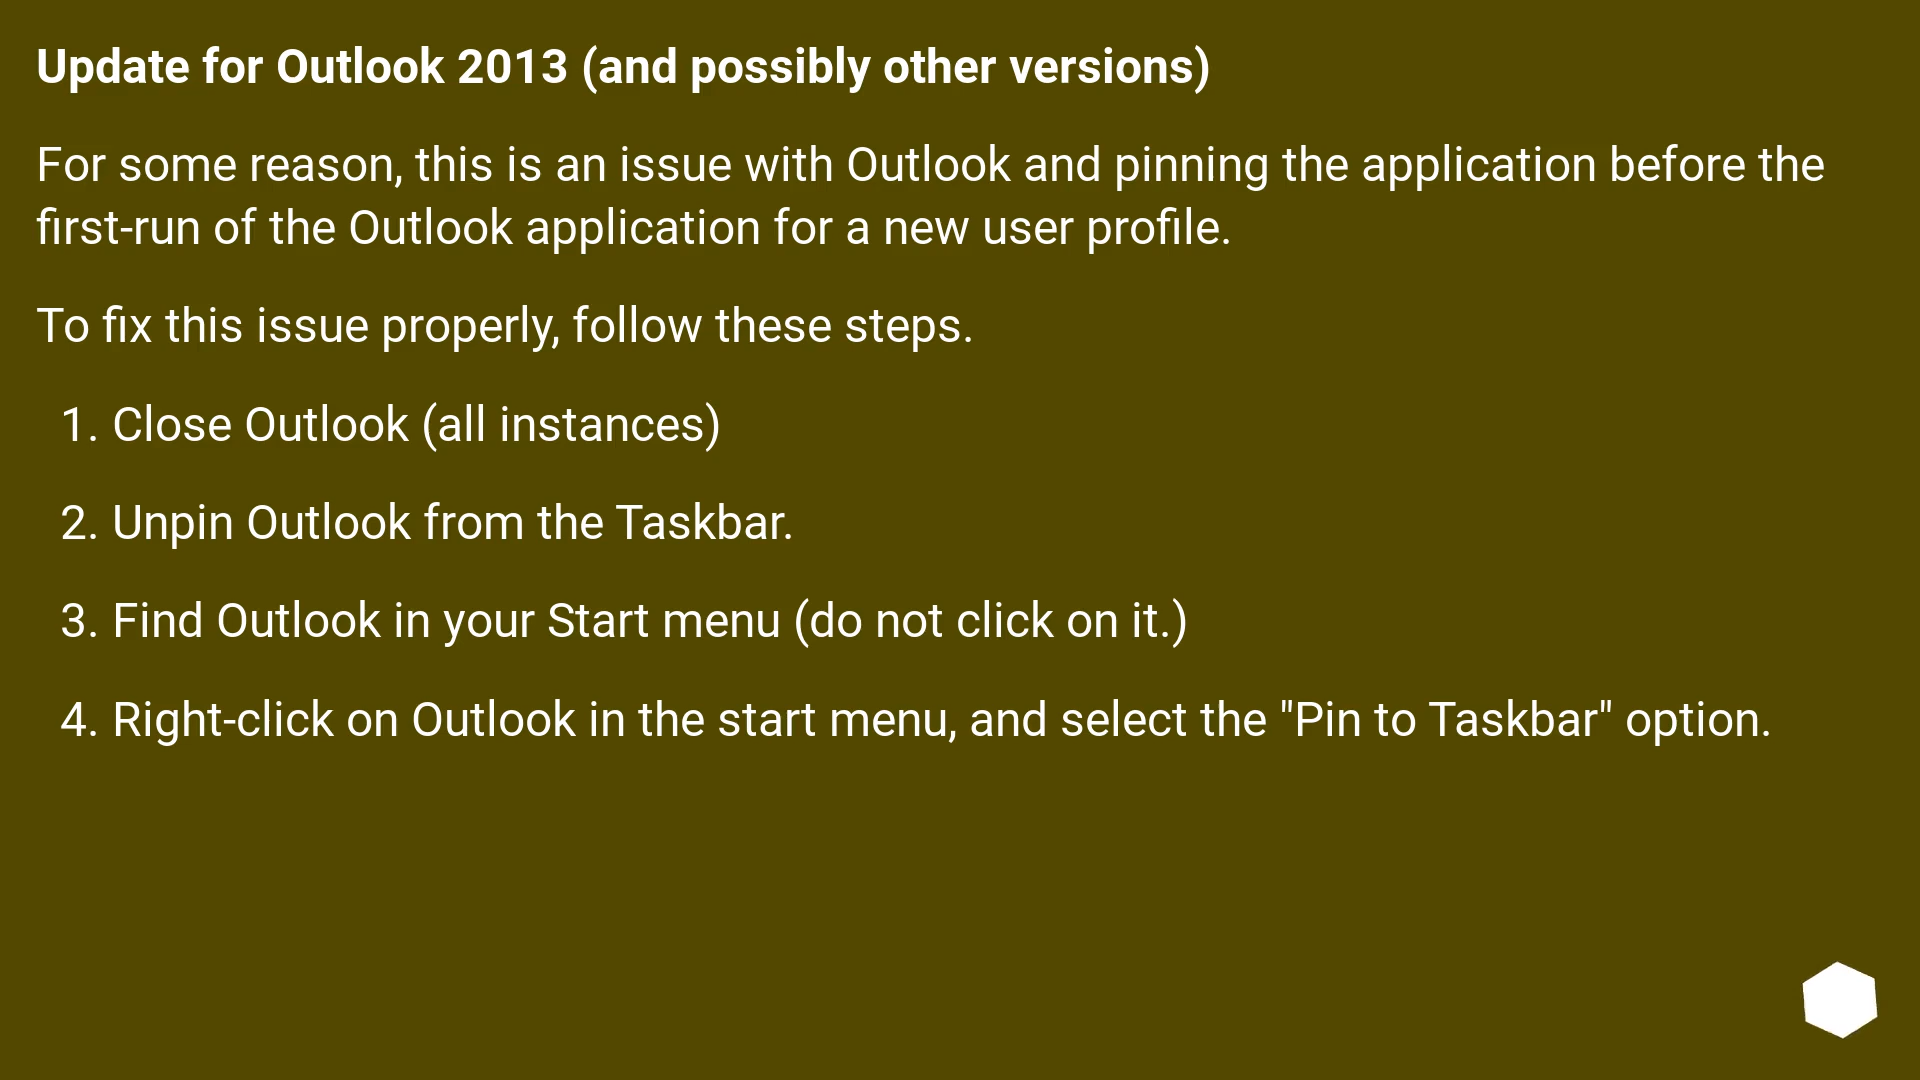 Update for Outlook 2013 (and possibly other versions)
For some reason, this is an issue with Outlook and pinning the application before the
first-run of the Outlook application for a new user profile.
To fix this issue properly, follow these steps.
1. Close Outlook (all instances)
2. Unpin Outlook from the Taskbar.
3. Find Outlook in your Start menu (do not click on it.)
4. Right-click on Outlook in the start menu, and select the "Pin to Taskbar" option.